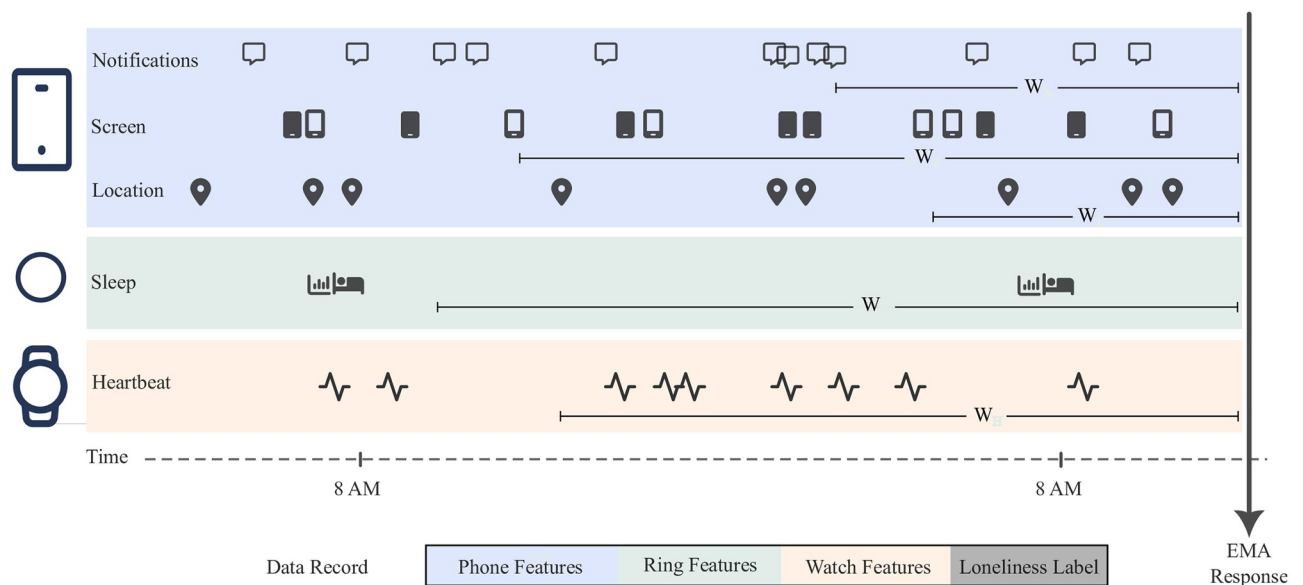 Notifications
W
Screen
W
Location
W
Sleep
W
Heartbeat
W H
Time
8 AM 8 AM
EMA
Response
Data Record Phone Features Ring Features Watch Features Loneliness Label